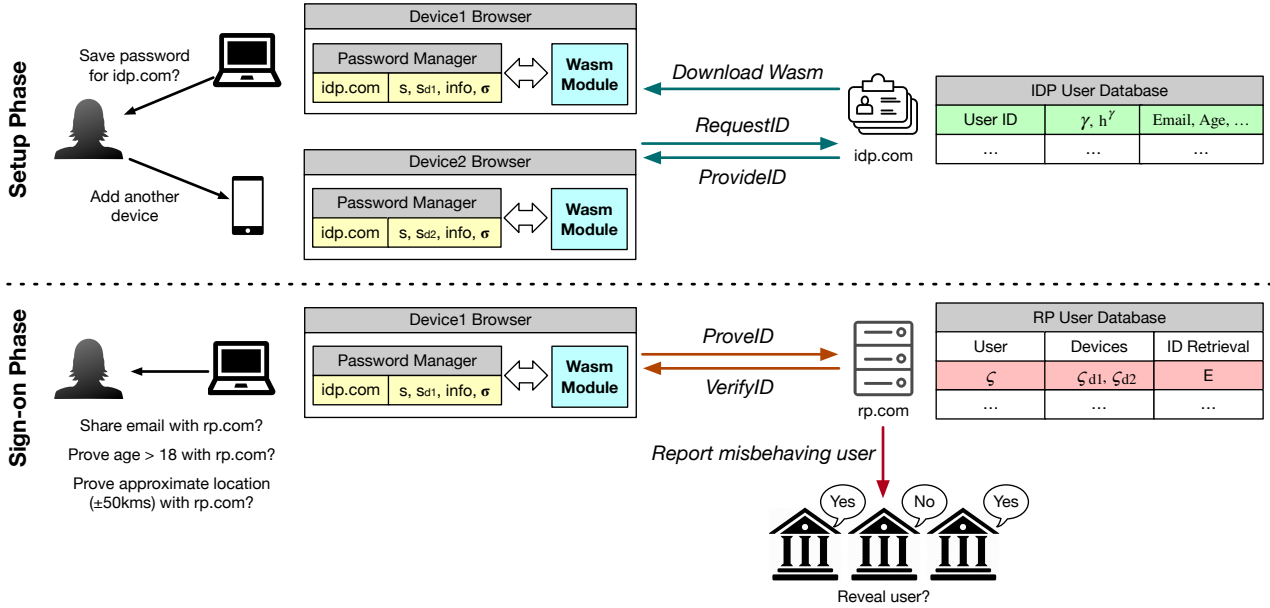 Setup Phase
Save password
for idp.com?
Add another
device
Device1 Browser
Password Manager
idp.com
s, sd1, info, σ
Wasm
Module
Device2 Browser
Password Manager
idp.com
s, sd2, info, σ
Wasm
Module
Download Wasm
RequestID
ProvideID
idp.com
IDP User Database
User ID
γ, h^γ
Email, Age, ...
...
...
...
Sign-on Phase
Share email with rp.com?
Prove age > 18 with rp.com?
Prove approximate location
(±50kms) with rp.com?
Device1 Browser
Password Manager
idp.com
s, sd1, info, σ
Wasm
Module
ProveID
VerifyID
rp.com
RP User Database
User
Devices
ID Retrieval
ς
ςd1, ςd2
E
...
...
...
Report misbehaving user
Yes
No
Yes
Reveal user?